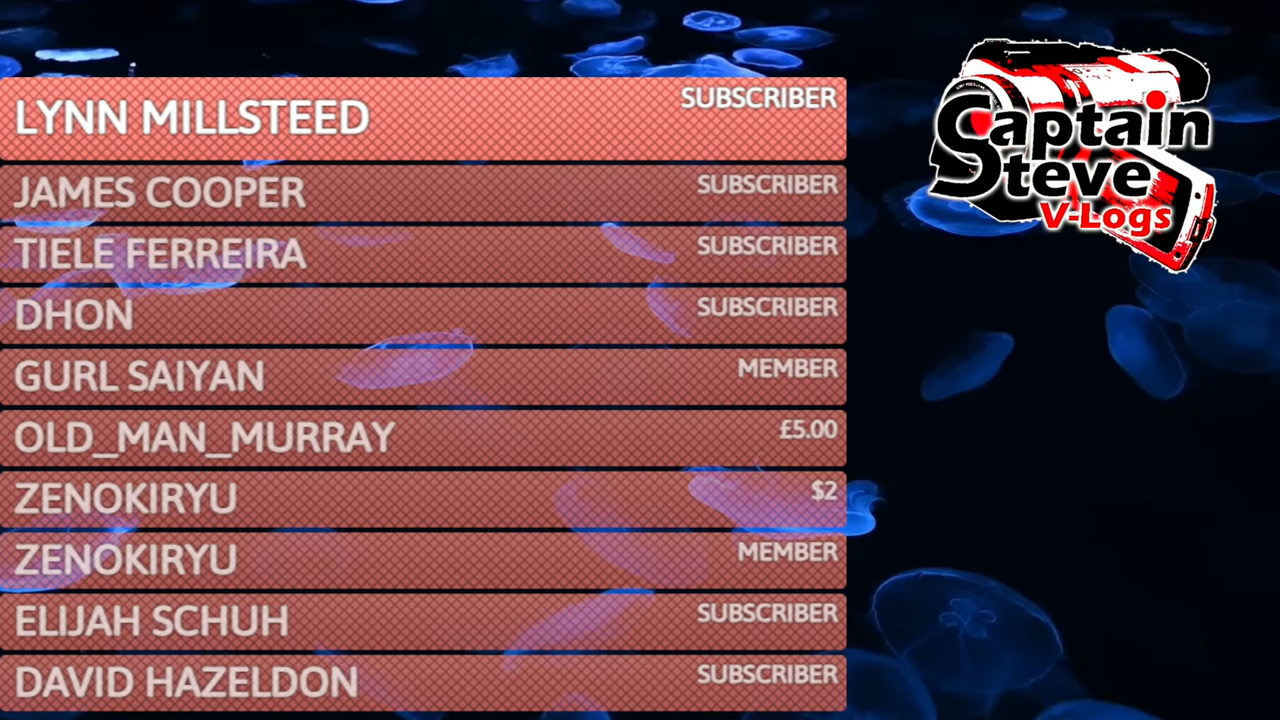 LYNN MILLSTEED SUBSCRIBER
JAMES COOPER SUBSCRIBER
TIELE FERREIRA SUBSCRIBER
DHON SUBSCRIBER
GURL SAIYAN MEMBER
OLD_MAN_MURRAY £5.00
ZENOKIRYU $2
ZENOKIRYU MEMBER
ELIJAH SCHUH SUBSCRIBER
DAVID HAZELDON SUBSCRIBER
Captain
Steve
V-Logs